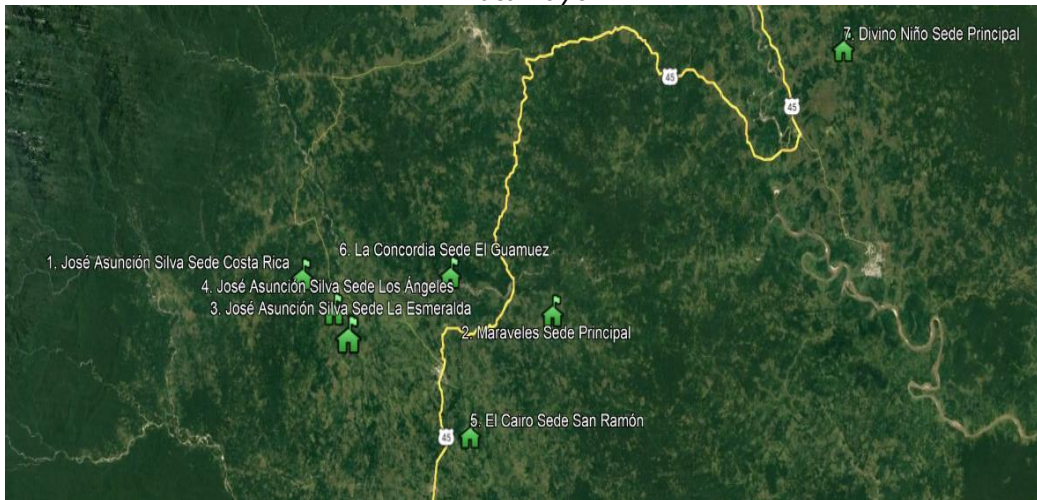 7. Divino Niño Sede Principal
45
45
6. La Concordia Sede El Guamuez
1. José Asunción Silva Sede Costa Rica
4. José Asunción Silva Sede Los Ángeles
3. José Asunción Silva Sede La Esmeralda
2. Maraveles Sede Principal
5. El Cairo Sede San Ramón
45